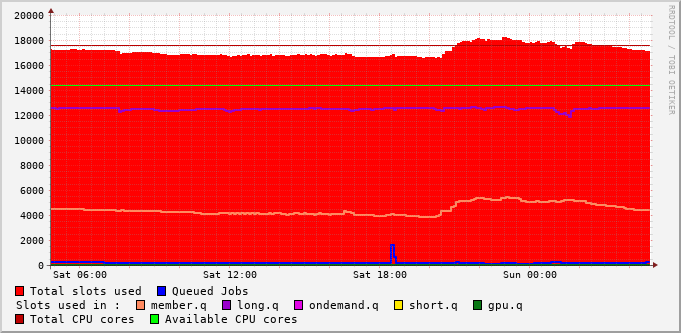 20000
18000
16000
14000
12000
10000
8000
6000
4000
2000
0
Sat 06:00 Sat 12:00 Sat 18:00 Sun 00:00
RRDTOOL / TOBI OETIKER
Total slots used Queued Jobs
Slots used in : member.q long.q ondemand.q short.q gpu.q
Total CPU cores Available CPU cores